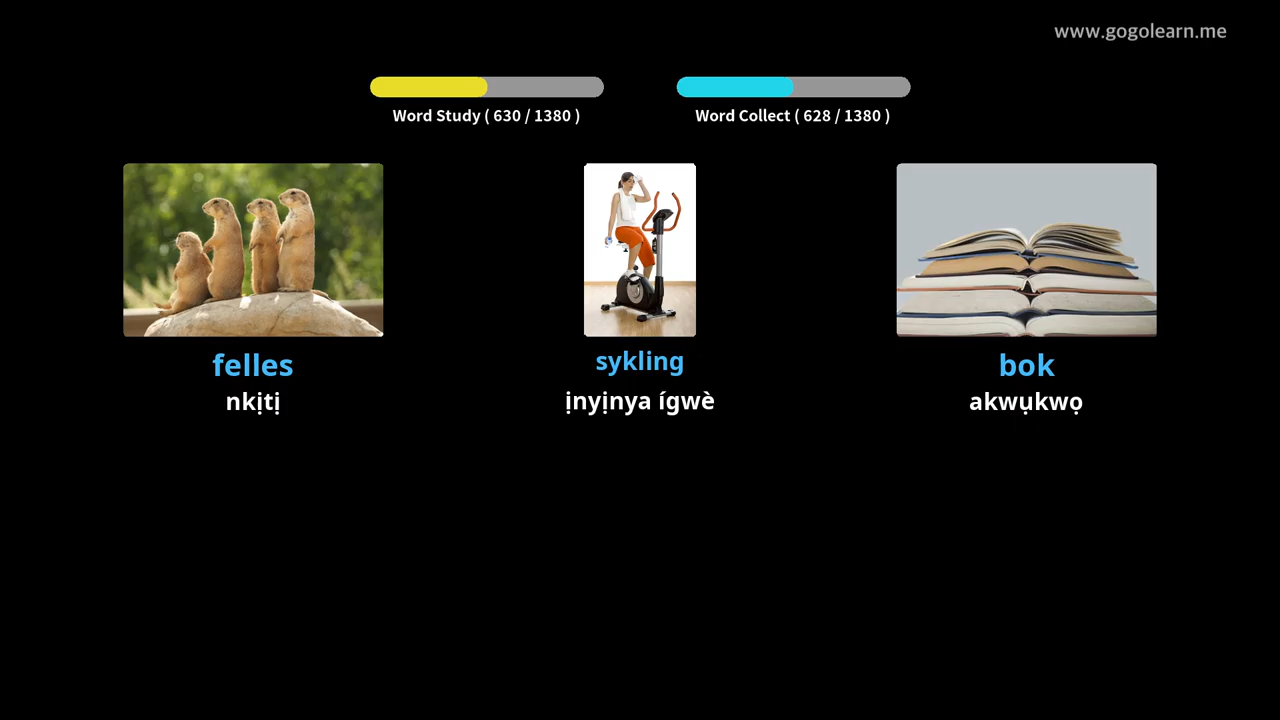 www.gogolearn.me
Word Study ( 630 / 1380 )
Word Collect ( 628 / 1380 )
felles
nkịtị
sykling
ịnyịnya ígwè
bok
akwụkwọ